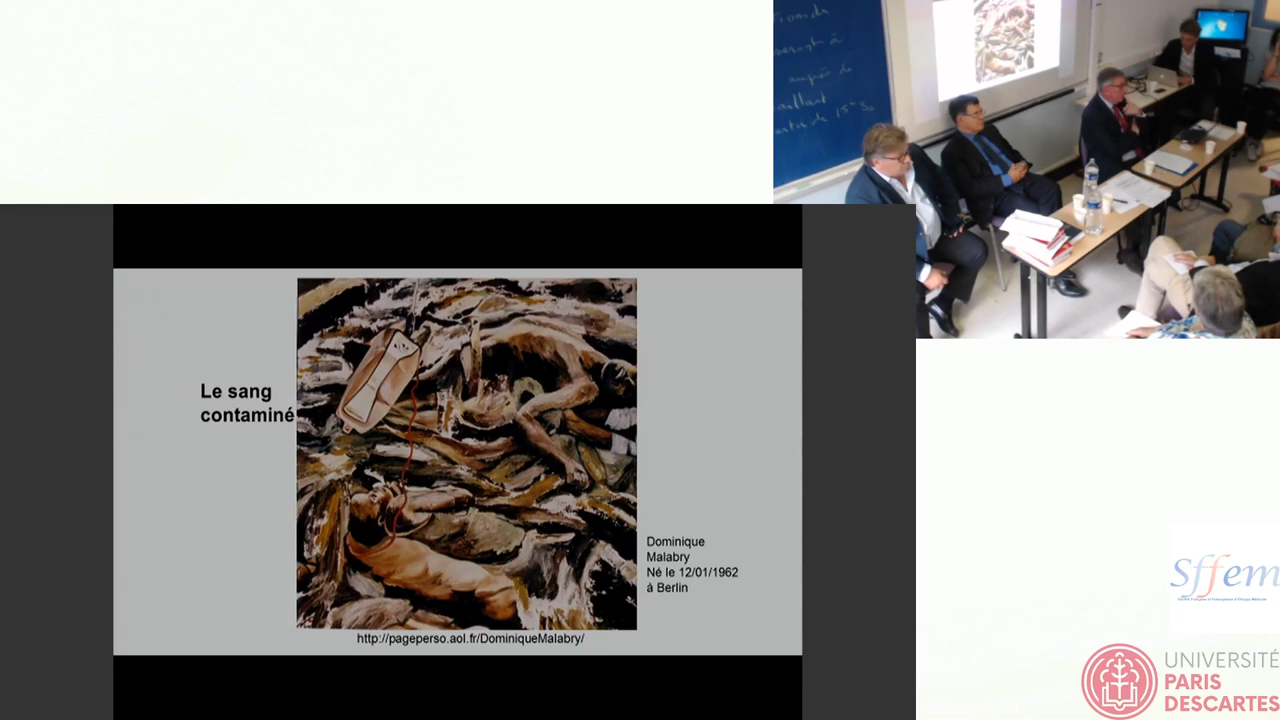 Le sang
contaminé
Dominique
Malabry
Né le 12/01/1962
à Berlin
http://pageperso.aol.fr/DominiqueMalabry/
Sffem
UNIVERSITÉ
PARIS
DESCARTES